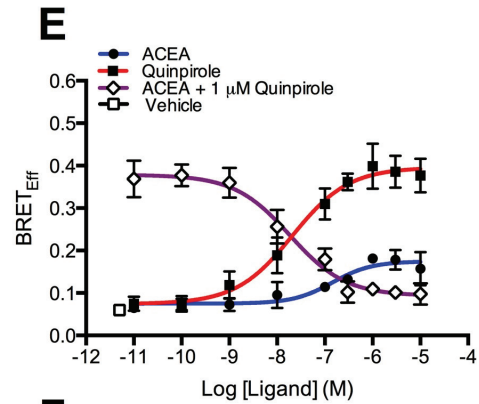 E
ACEA
Quinpirole
ACEA + 1 μM Quinpirole
Vehicle
0.6
0.5
0.4
0.3
0.2
0.1
0.0
BRETEff
-12 -11 -10 -9 -8 -7 -6 -5 -4
Log [Ligand] (M)